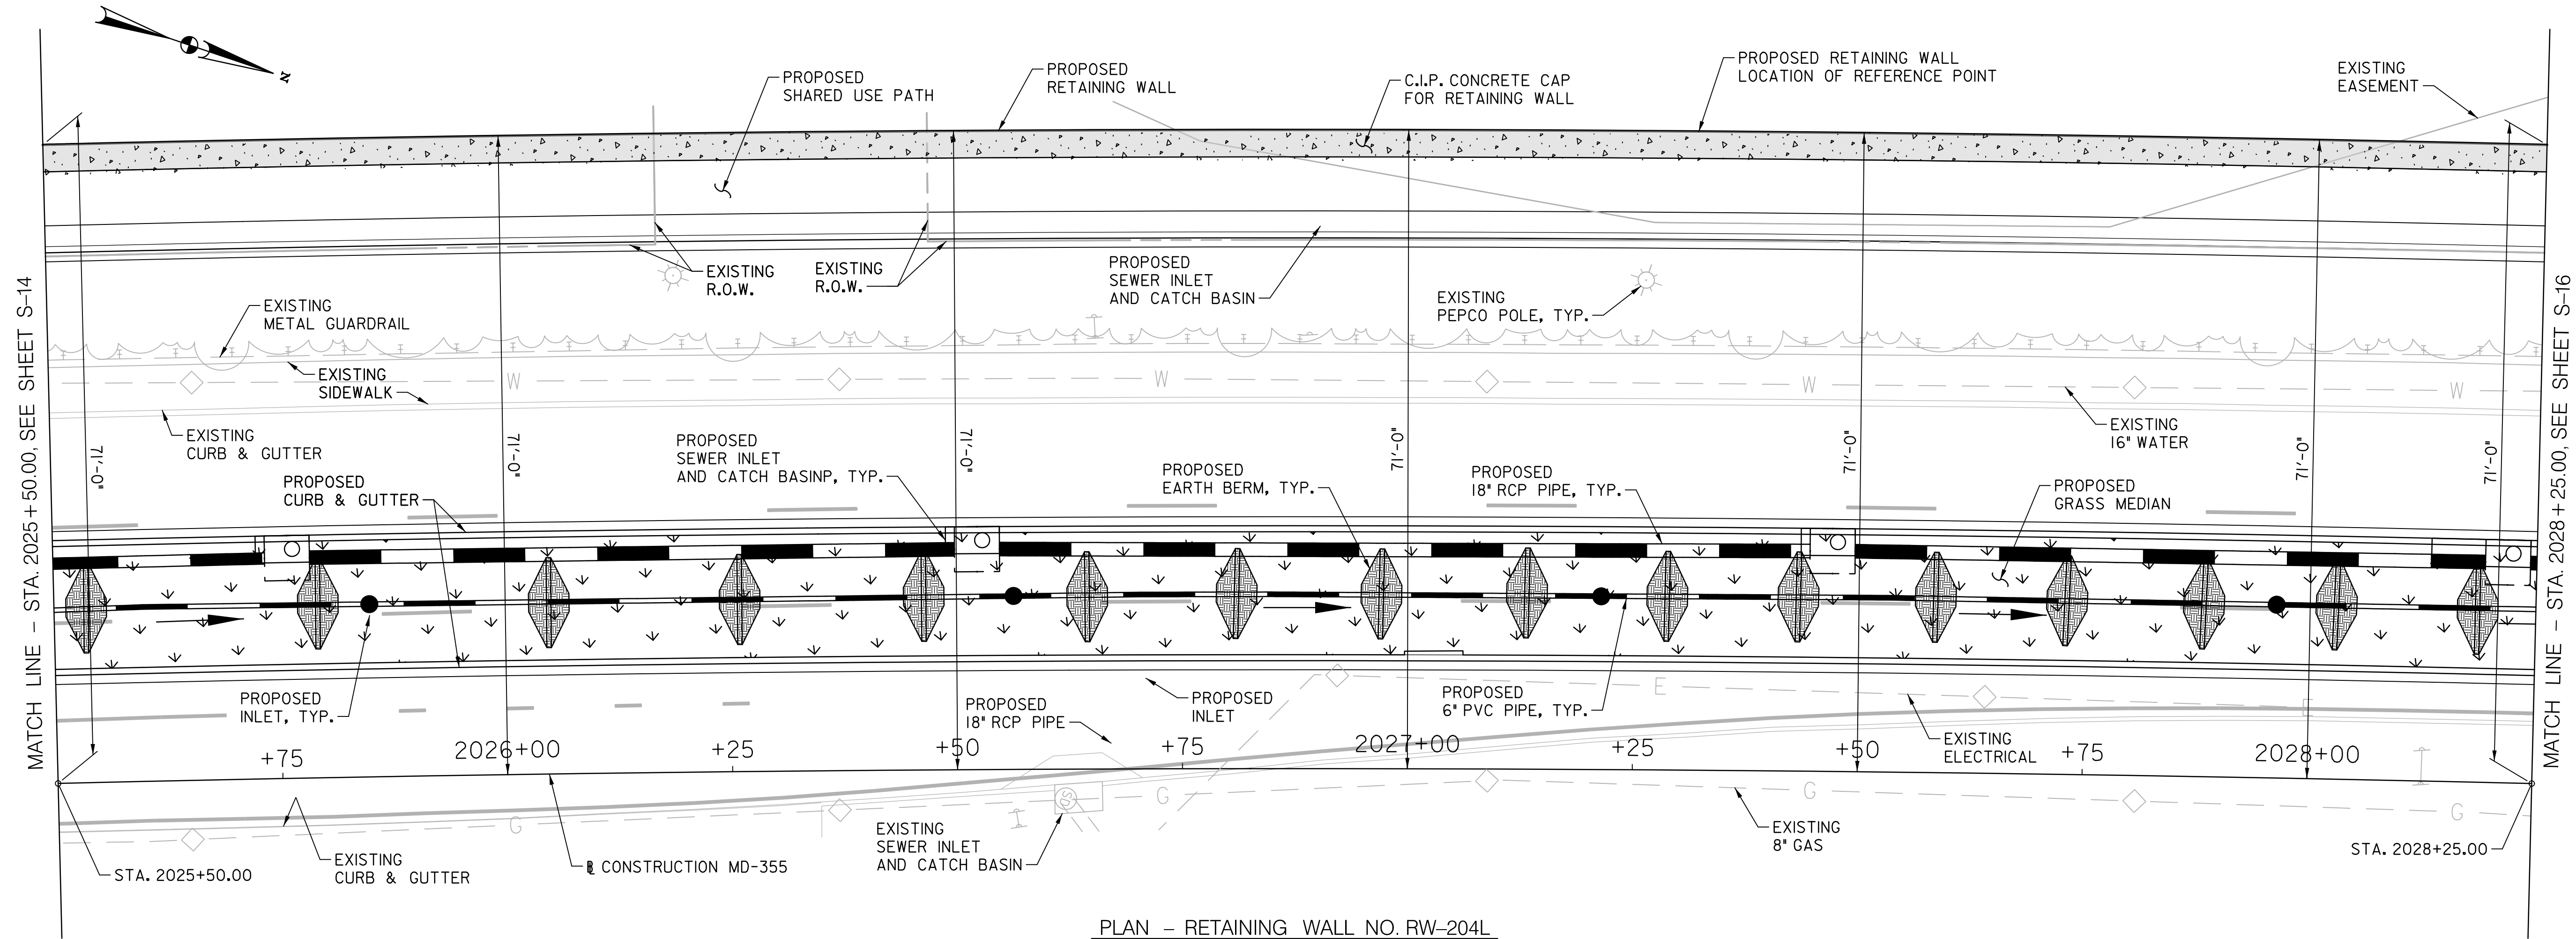 N
PROPOSED
SHARED USE PATH
PROPOSED
RETAINING WALL
C.I.P. CONCRETE CAP
FOR RETAINING WALL
PROPOSED RETAINING WALL
LOCATION OF REFERENCE POINT
EXISTING
EASEMENT
MATCH LINE – STA. 2025+50.00, SEE SHEET S–14
EXISTING
R.O.W.
EXISTING
R.O.W.
PROPOSED
SEWER INLET
AND CATCH BASIN
EXISTING
PEPCO POLE, TYP.
EXISTING
METAL GUARDRAIL
EXISTING
SIDEWALK
W
W
W
W
EXISTING
CURB & GUTTER
EXISTING
16" WATER
71'-0"
71'-0"
71'-0"
71'-0"
71'-0"
71'-0"
71'-0"
PROPOSED
CURB & GUTTER
PROPOSED
SEWER INLET
AND CATCH BASINP, TYP.
PROPOSED
EARTH BERM, TYP.
PROPOSED
18" RCP PIPE, TYP.
PROPOSED
GRASS MEDIAN
PROPOSED
INLET, TYP.
PROPOSED
18" RCP PIPE
PROPOSED
INLET
PROPOSED
6" PVC PIPE, TYP.
E
E
EXISTING
ELECTRICAL
+75
2026+00
+25
+50
+75
2027+00
+25
+50
+75
2028+00
G
G
G
G
STA. 2025+50.00
EXISTING
CURB & GUTTER
℄ CONSTRUCTION MD-355
EXISTING
SEWER INLET
AND CATCH BASIN
EXISTING
8" GAS
STA. 2028+25.00
MATCH LINE – STA. 2028+25.00, SEE SHEET S–16
PLAN – RETAINING WALL NO. RW–204L